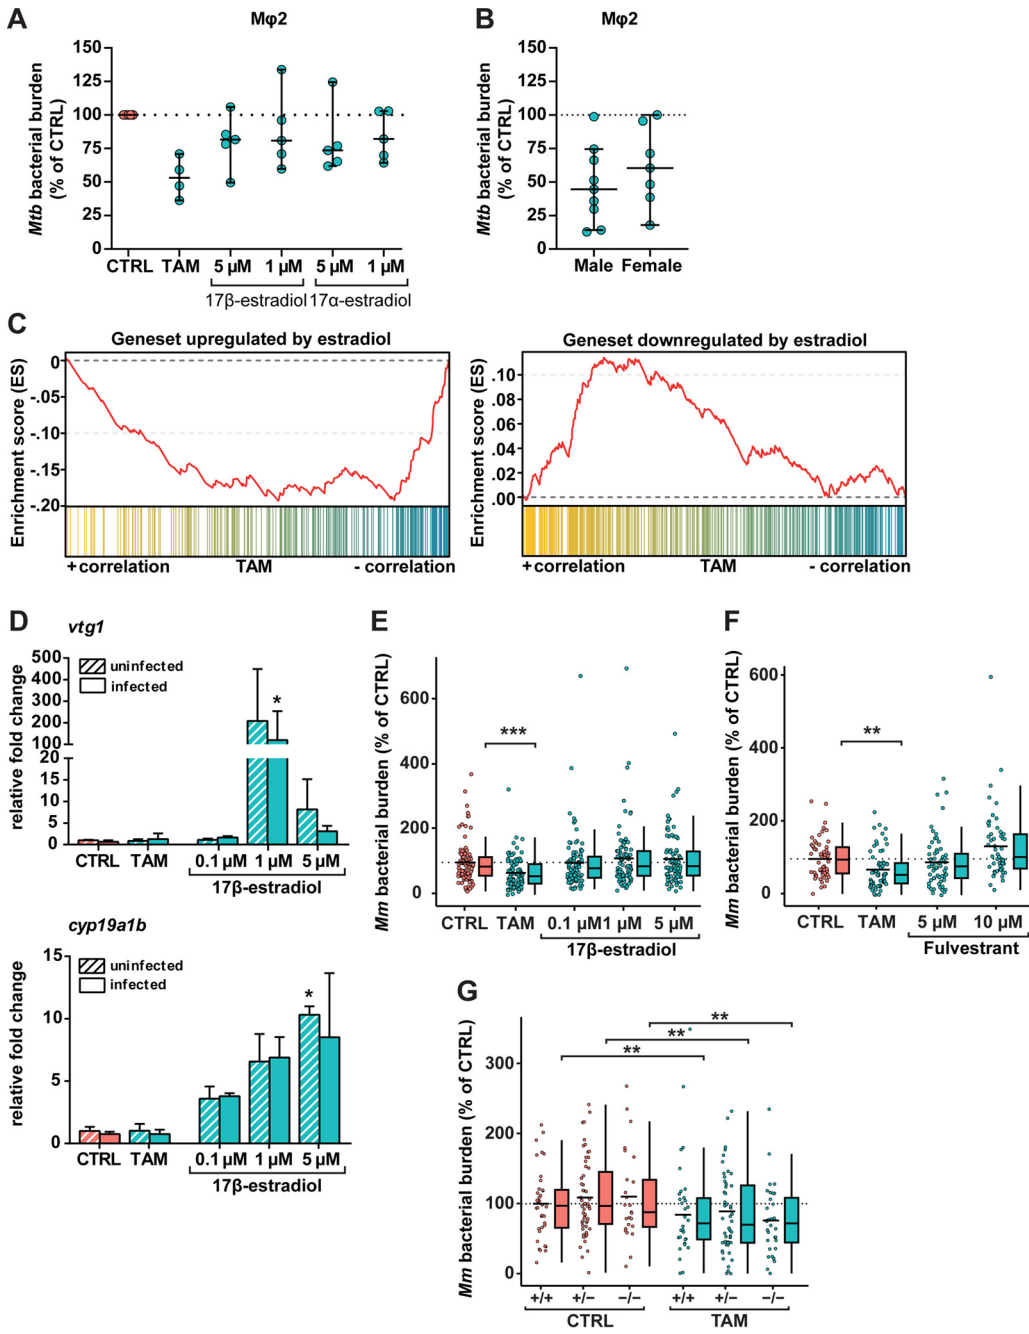 A
Mφ2
Mtb bacterial burden
(% of CTRL)
150
125
100
75
50
25
0
CTRL TAM 5 µM 1 µM 5 µM 1 µM
17β-estradiol 17α-estradiol
B
Mφ2
Mtb bacterial burden
(% of CTRL)
150
125
100
75
50
25
0
Male Female
C
Geneset upregulated by estradiol
Enrichment score (ES)
0
-.05
-.10
-.15
-.20
+ correlation TAM - correlation
Geneset downregulated by estradiol
Enrichment score (ES)
.10
.08
.06
.04
.02
.00
+ correlation TAM - correlation
D
vtg1
relative fold change
500
400
300
200
100
20
15
10
5
0
uninfected
infected
*
CTRL TAM 0.1 µM 1 µM 5 µM
17β-estradiol
cyp19a1b
relative fold change
15
10
5
0
uninfected
infected
*
CTRL TAM 0.1 µM 1 µM 5 µM
17β-estradiol
E
Mm bacterial burden (% of CTRL)
600
400
200
0
***
CTRL TAM 0.1 µM 1 µM 5 µM
17β-estradiol
F
Mm bacterial burden (% of CTRL)
600
400
200
0
**
CTRL TAM 5 µM 10 µM
Fulvestrant
G
Mm bacterial burden (% of CTRL)
300
200
100
0
**
**
**
+/+ +/− −/− +/+ +/− −/−
CTRL TAM